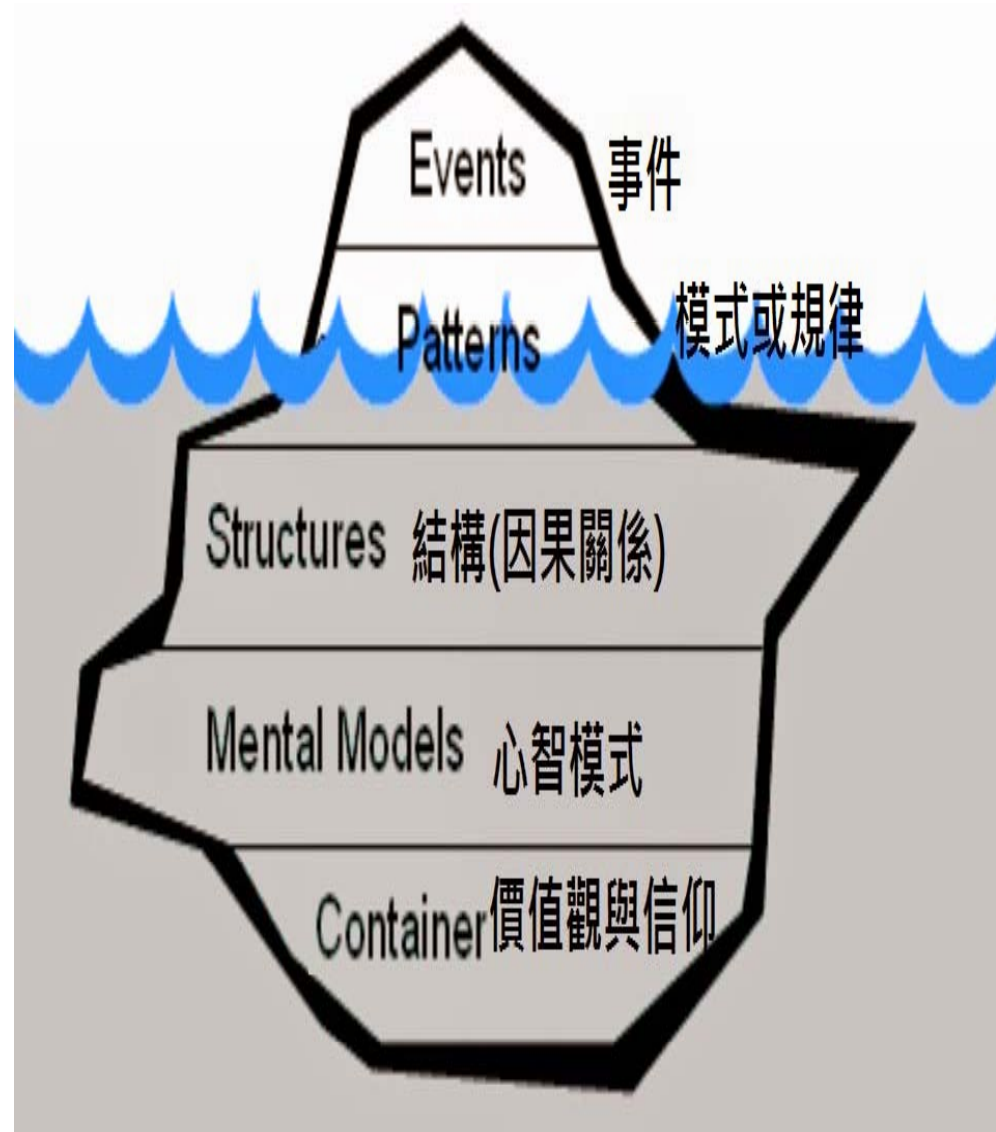 Events 事件
Patterns 模式或規律
Structures 結構(因果關係)
Mental Models 心智模式
Container 價值觀與信仰